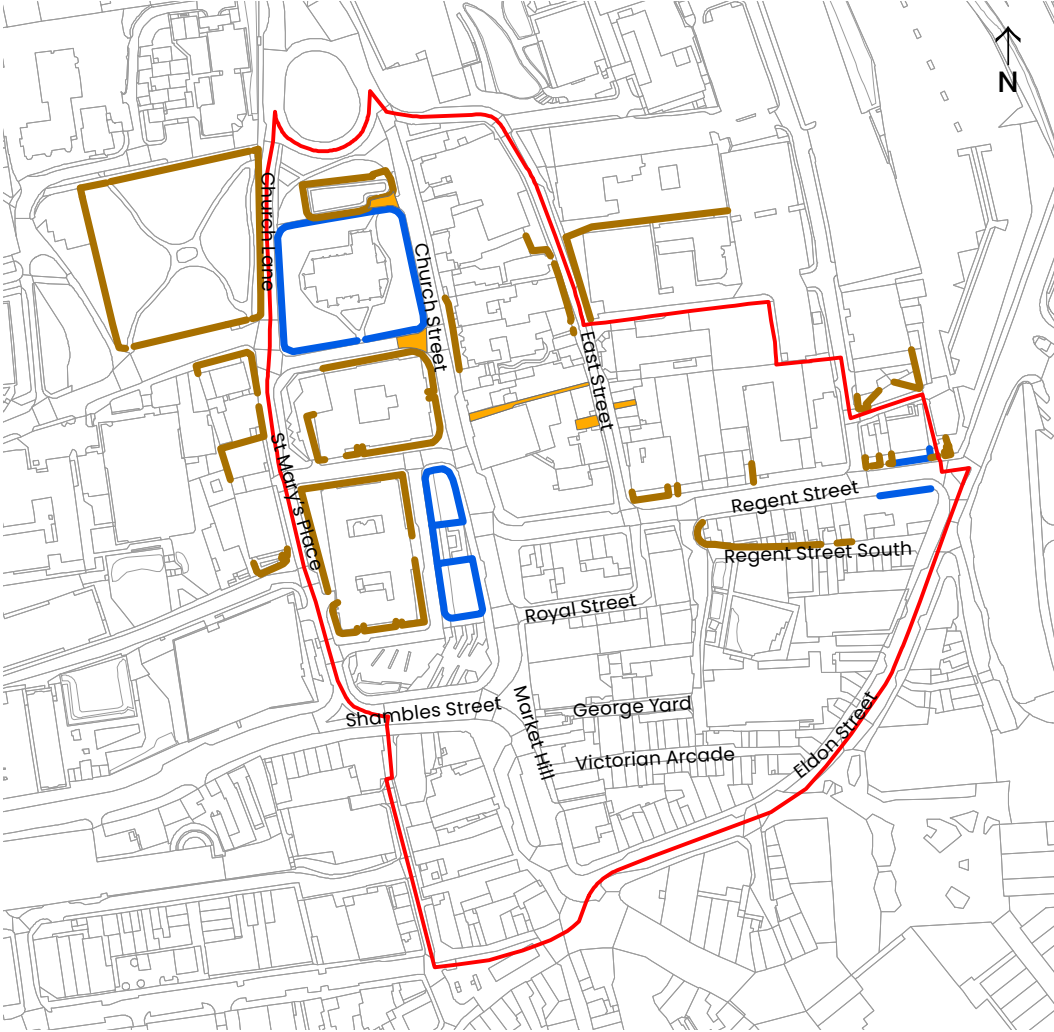 N
Church Lane
Church Street
East Street
St Mary's Place
Regent Street
Regent Street South
Royal Street
Market Hill
George Yard
Shambles Street
Victorian Arcade
Eldon Street